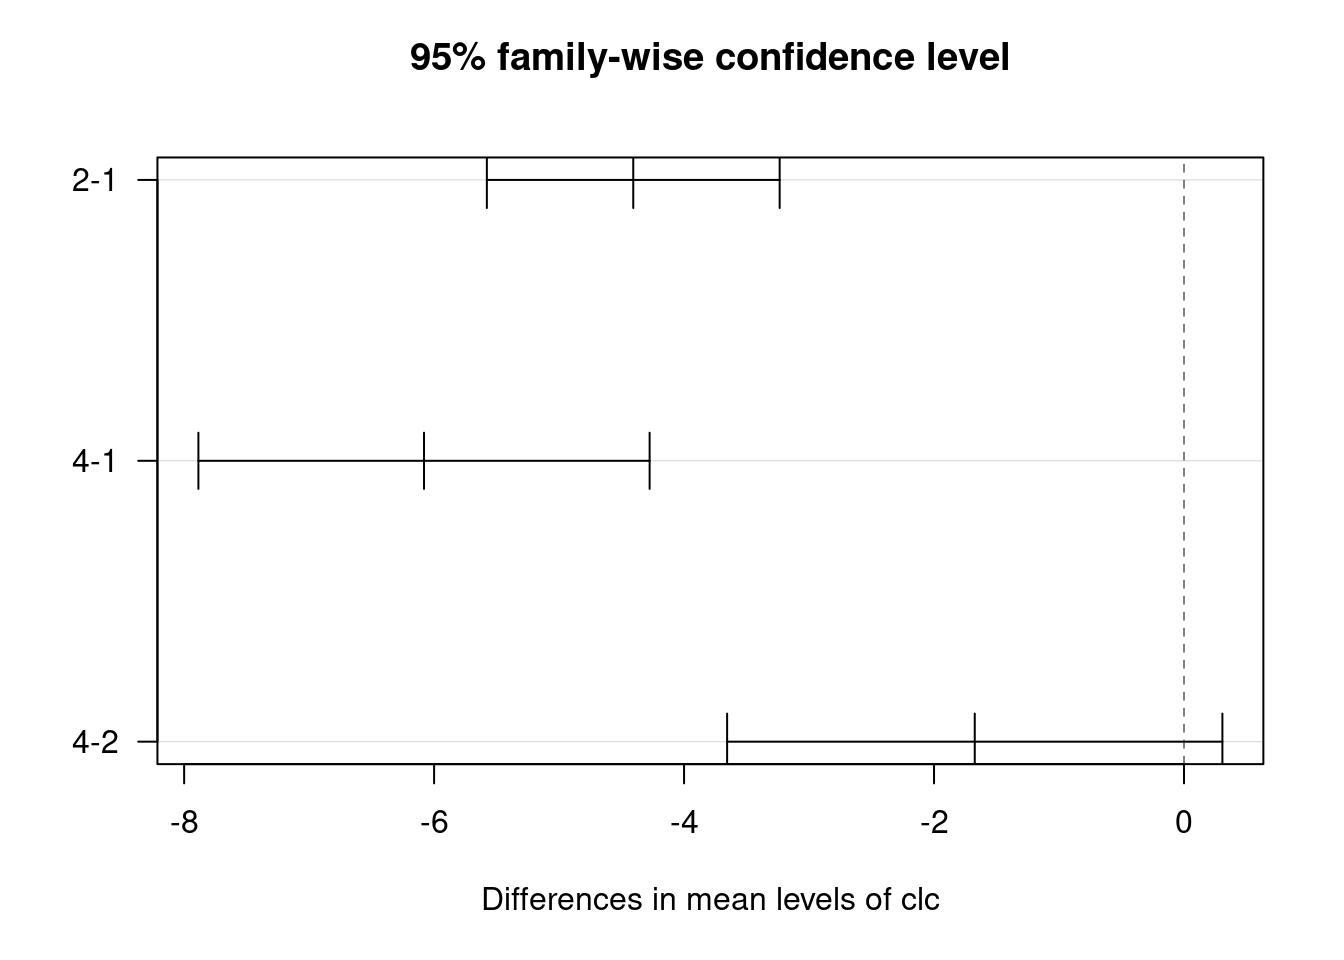 95% family-wise confidence level
2-1
4-1
4-2
-8 -6 -4 -2 0
Differences in mean levels of clc